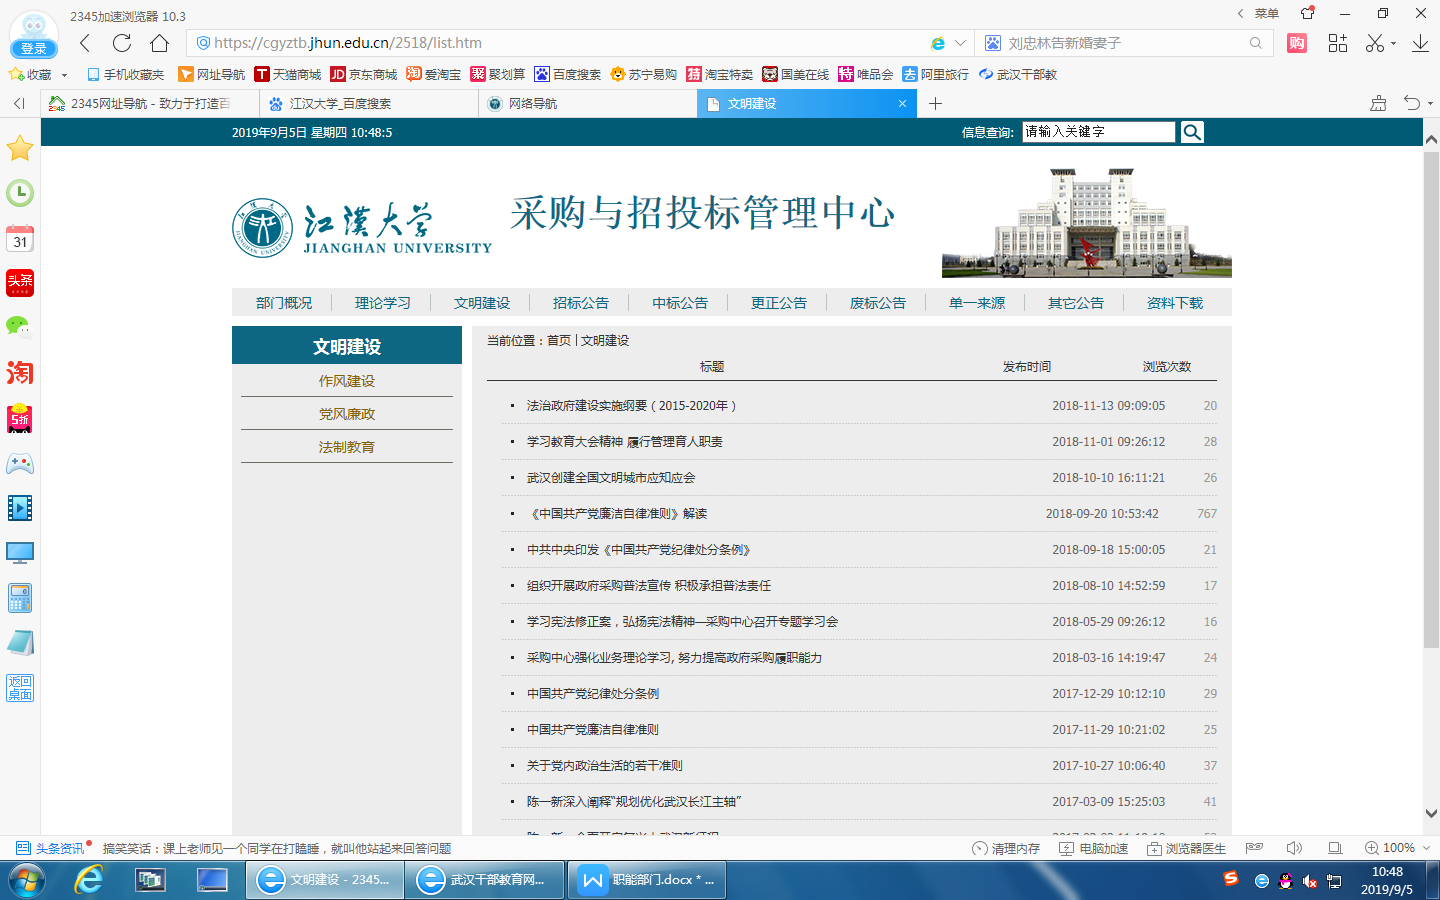 2345加速浏览器 10.3
菜单
登录
https://cgyztb.jhun.edu.cn/2518/list.htm
刘忠林告新婚妻子
购
收藏 手机收藏夹 网址导航 天猫商城 京东商城 爱淘宝 聚划算 百度搜索 苏宁易购 淘宝特卖 国美在线 唯品会 阿里旅行 武汉干部教
2345网址导航 - 致力于打造百 江汉大学_百度搜索 网络导航 文明建设
2019年9月5日 星期四 10:48:5
信息查询: 请输入关键字
31
头条
淘
5折
返回
桌面
江汉大学
JIANGHAN UNIVERSITY
采购与招投标管理中心
部门概况 理论学习 文明建设 招标公告 中标公告 更正公告 废标公告 单一来源 其它公告 资料下载
文明建设
作风建设
党风廉政
法制教育
当前位置：首页 | 文明建设
标题 发布时间 浏览次数
法治政府建设实施纲要（2015-2020年） 2018-11-13 09:09:05 20
学习教育大会精神 履行管理育人职责 2018-11-01 09:26:12 28
武汉创建全国文明城市应知应会 2018-10-10 16:11:21 26
《中国共产党廉洁自律准则》解读 2018-09-20 10:53:42 767
中共中央印发《中国共产党纪律处分条例》 2018-09-18 15:00:05 21
组织开展政府采购普法宣传 积极承担普法责任 2018-08-10 14:52:59 17
学习宪法修正案，弘扬宪法精神—采购中心召开专题学习会 2018-05-29 09:26:12 16
采购中心强化业务理论学习, 努力提高政府采购履职能力 2018-03-16 14:19:47 24
中国共产党纪律处分条例 2017-12-29 10:12:10 29
中国共产党廉洁自律准则 2017-11-29 10:21:02 25
关于党内政治生活的若干准则 2017-10-27 10:06:40 37
陈一新深入阐释“规划优化武汉长江主轴” 2017-03-09 15:25:03 41
头条资讯 搞笑笑话：课上老师见一个同学在打瞌睡，就叫他站起来回答问题
清理内存 电脑加速 浏览器医生 100%
文明建设 - 2345... 武汉干部教育网... 职能部门.docx * ...
10:48
2019/9/5